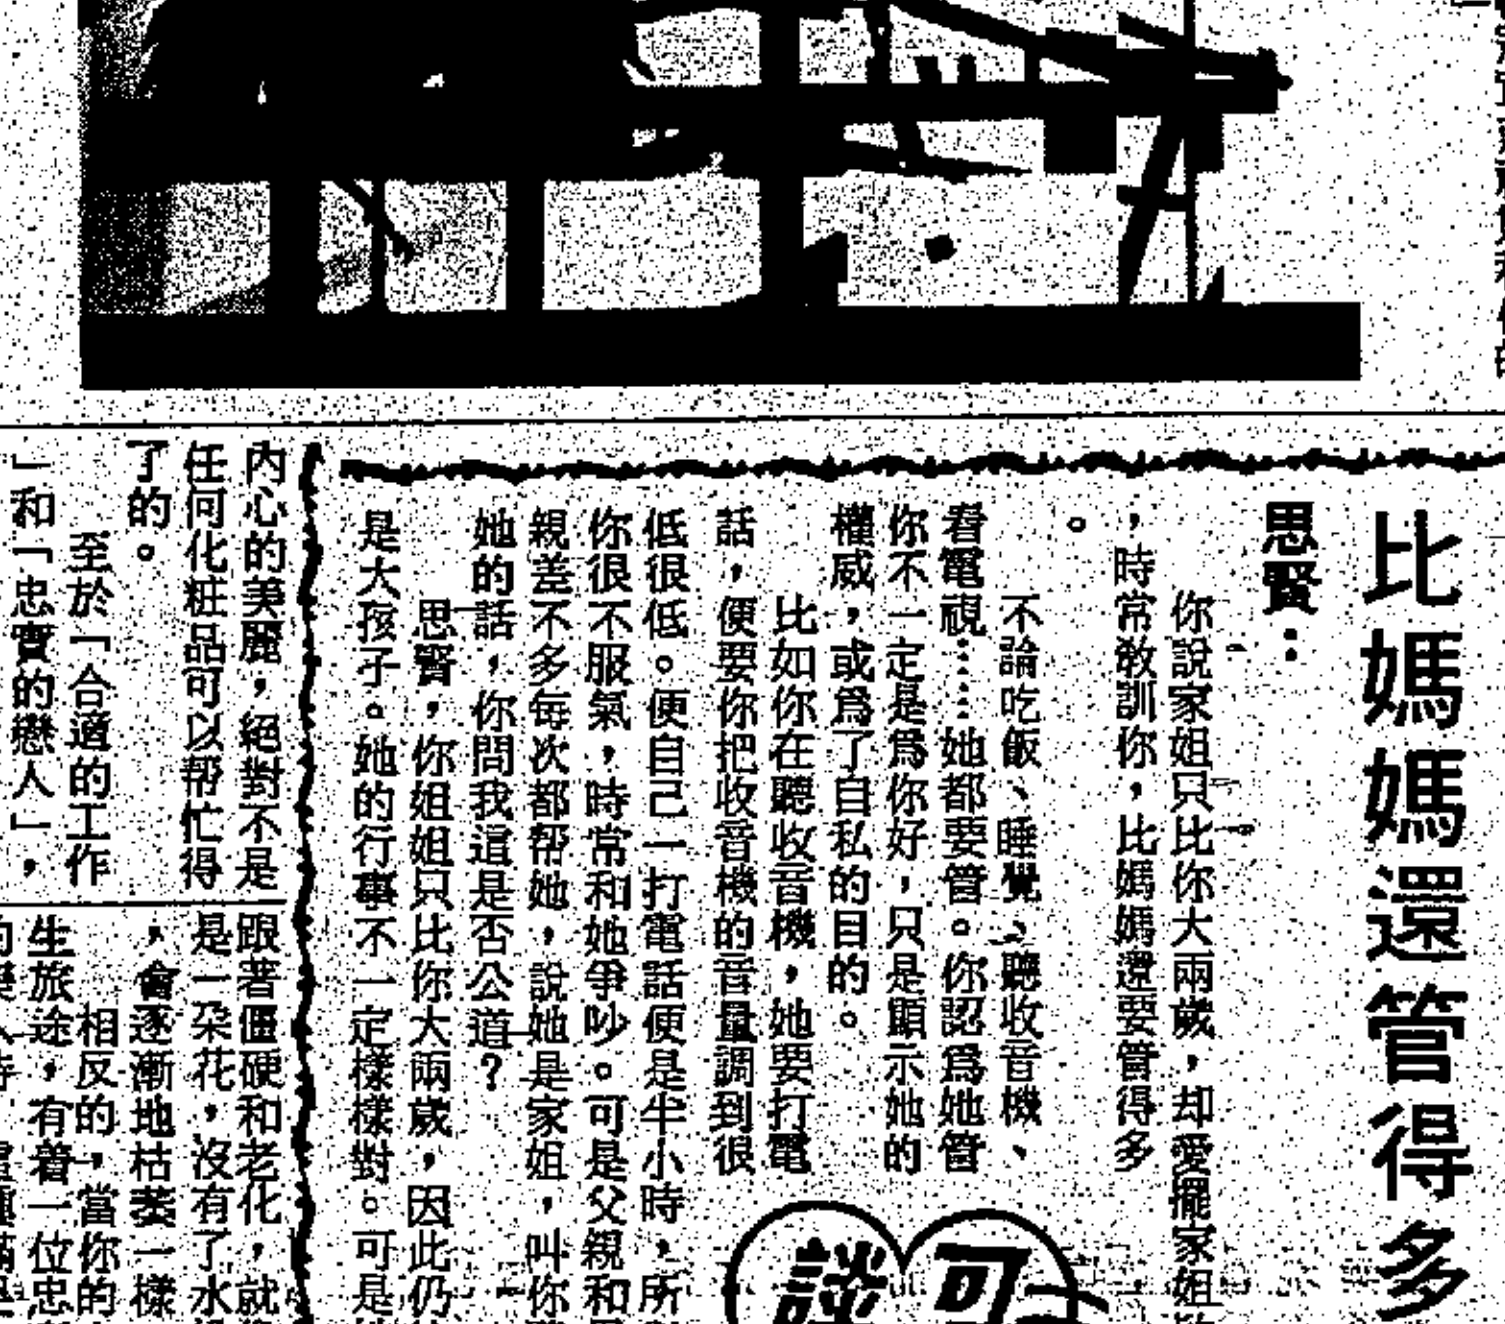 比媽媽還管得多
思賢：
你說家姐只比你大兩歲，却愛擺家姐
，時常敎訓你，比媽媽還要管得多
。
不論吃飯、睡覺、聽收音機、
看電視……她都要管。你認爲她管
你不一定是爲你好，只是顯示她的
權威，或爲了自私的目的。
比如你在聽收音機，她要打電
話，便要你把收音機的音量調到很
低很低。便自己一打電話便是半小時，所
你很不服氣，時常和她爭吵。可是父親和
親差不多每次都帮她，說她是家姐，叫你
她的話，你問我這是否公道？
思賢，你姐姐只比你大兩歲，因此仍
是大孩子。她的行事不一定樣樣對。可是
可
談
內心的美麗，絕對不是
任何化粧品可以帮忙得
了的。
至於「合適的工作
」和「忠實的戀人」，
跟著僵硬和老化，就
是一朶花，沒有了水
，會逐漸地枯萎一樣
相反的，當你的
生旅途，有着一位忠